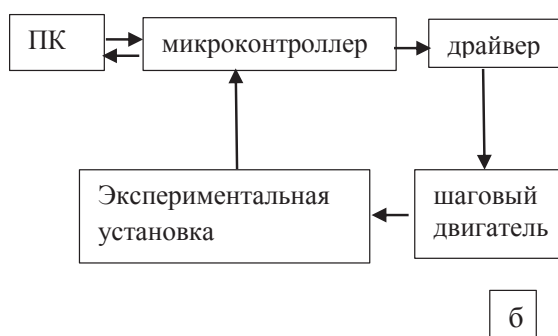 ПК
микроконтроллер
драйвер
Экспериментальная
установка
шаговый
двигатель
б